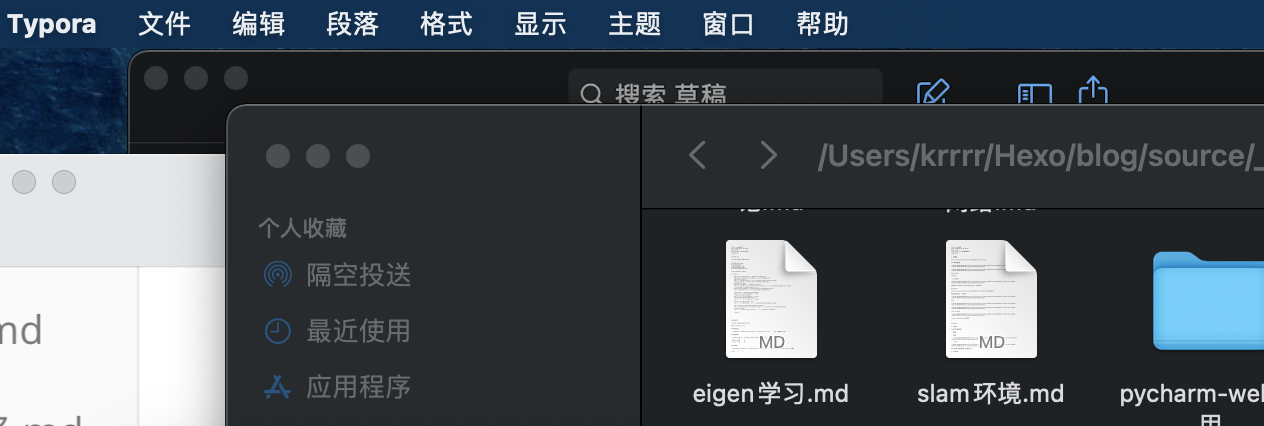 Typora 文件 编辑 段落 格式 显示 主题 窗口 帮助
搜索 草稿
/Users/krrrr/Hexo/blog/source/_
个人收藏
隔空投送
最近使用
应用程序
md
MD
MD
eigen学习.md
slam环境.md
pycharm-wel
用
.md